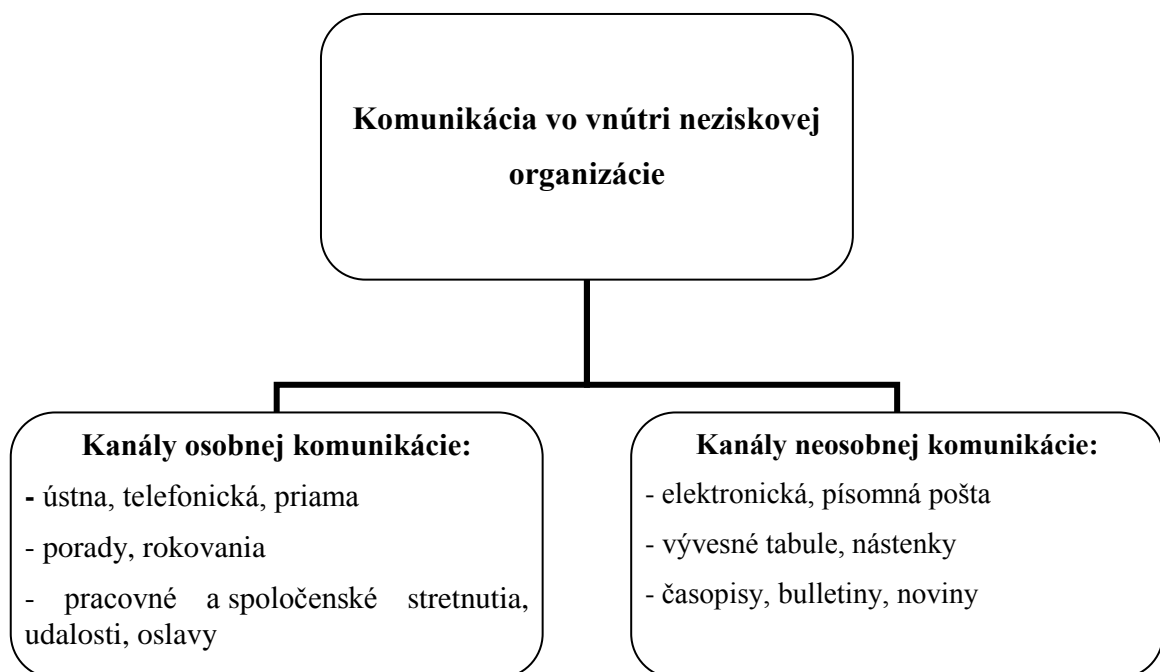 Komunikácia vo vnútri neziskovej
organizácie
Kanály osobnej komunikácie:
- ústna, telefonická, priama
- porady, rokovania
- pracovné a spoločenské stretnutia,
udalosti, oslavy
Kanály neosobnej komunikácie:
- elektronická, písomná pošta
- vývesné tabule, nástenky
- časopisy, bulletiny, noviny